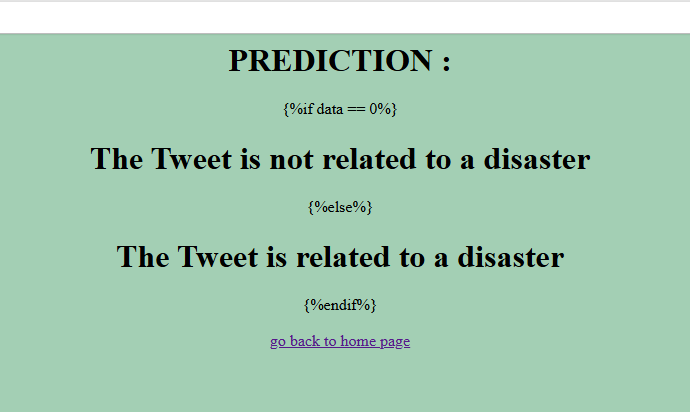 PREDICTION :
{%if data == 0%}
The Tweet is not related to a disaster
{%else%}
The Tweet is related to a disaster
{%endif%}
go back to home page